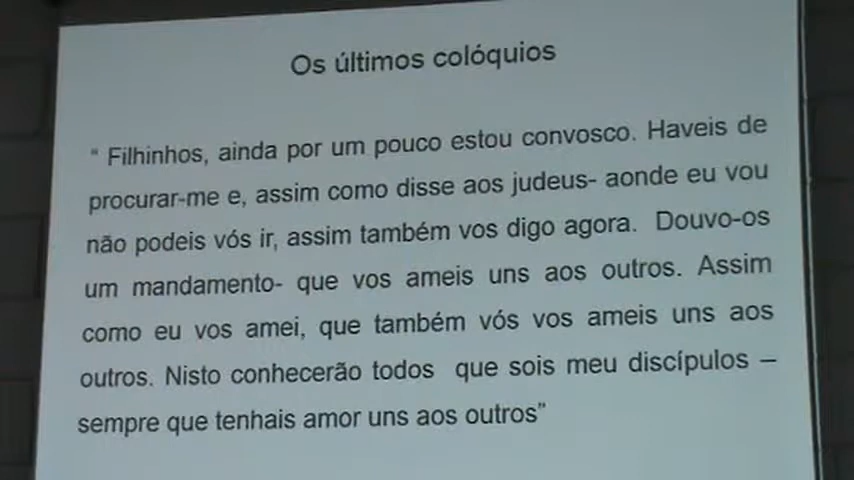 Os últimos colóquios
“ Filhinhos, ainda por um pouco estou convosco. Haveis de
procurar-me e, assim como disse aos judeus- aonde eu vou
não podeis vós ir, assim também vos digo agora. Douvo-os
um mandamento- que vos ameis uns aos outros. Assim
como eu vos amei, que também vós vos ameis uns aos
outros. Nisto conhecerão todos que sois meu discípulos –
sempre que tenhais amor uns aos outros”